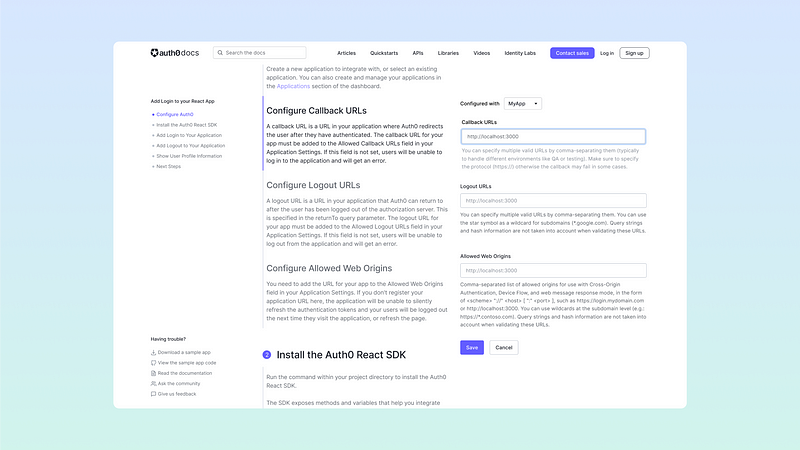 auth0 docs
Search the docs
Articles
Quickstarts
APIs
Libraries
Videos
Identity Labs
Contact sales
Log in
Sign up
Add Login to your React App
Configure Auth0
Install the Auth0 React SDK
Add Login to Your Application
Add Logout to Your Application
Show User Profile Information
Next Steps
Having trouble?
Download a sample app
View the sample app code
Read the documentation
Ask the community
Give us feedback
Create a new application to integrate with, or select an existing
application. You can also create and manage your applications in
the Applications section of the dashboard.
Configure Callback URLs
A callback URL is a URL in your application where Auth0 redirects
the user after they have authenticated. The callback URL for your
app must be added to the Allowed Callback URLs field in your
Application Settings. If this field is not set, users will be unable to
log in to the application and will get an error.
Configure Logout URLs
A logout URL is a URL in your application that Auth0 can return to
after the user has been logged out of the authorization server. This
is specified in the returnTo query parameter. The logout URL for
your app must be added to the Allowed Logout URLs field in your
Application Settings. If this field is not set, users will be unable to
log out from the application and will get an error.
Configure Allowed Web Origins
You need to add the URL for your app to the Allowed Web Origins
field in your Application Settings. If you don't register your
application URL here, the application will be unable to silently
refresh the authentication tokens and your users will be logged out
the next time they visit the application, or refresh the page.
2 Install the Auth0 React SDK
Run the command within your project directory to install the Auth0
React SDK.
The SDK exposes methods and variables that help you integrate
Configured with MyApp
Callback URLs
http://localhost:3000
You can specify multiple valid URLs by comma-separating them (typically
to handle different environments like QA or testing). Make sure to specify
the protocol (https://) otherwise the callback may fail in some cases.
Logout URLs
http://localhost:3000
You can specify multiple valid URLs by comma-separating them. You can use
the star symbol as a wildcard for subdomains (*.google.com). Query strings
and hash information are not taken into account when validating these URLs.
Allowed Web Origins
http://localhost:3000
Comma-separated list of allowed origins for use with Cross-Origin
Authentication, Device Flow, and web message response mode, in the form
of <scheme> "://" <host> [ ":" <port> ], such as https://login.mydomain.com
or http://localhost:3000. You can use wildcards at the subdomain level (e.g.:
https://*.contoso.com). Query strings and hash information are not taken into
account when validating these URLs.
Save
Cancel